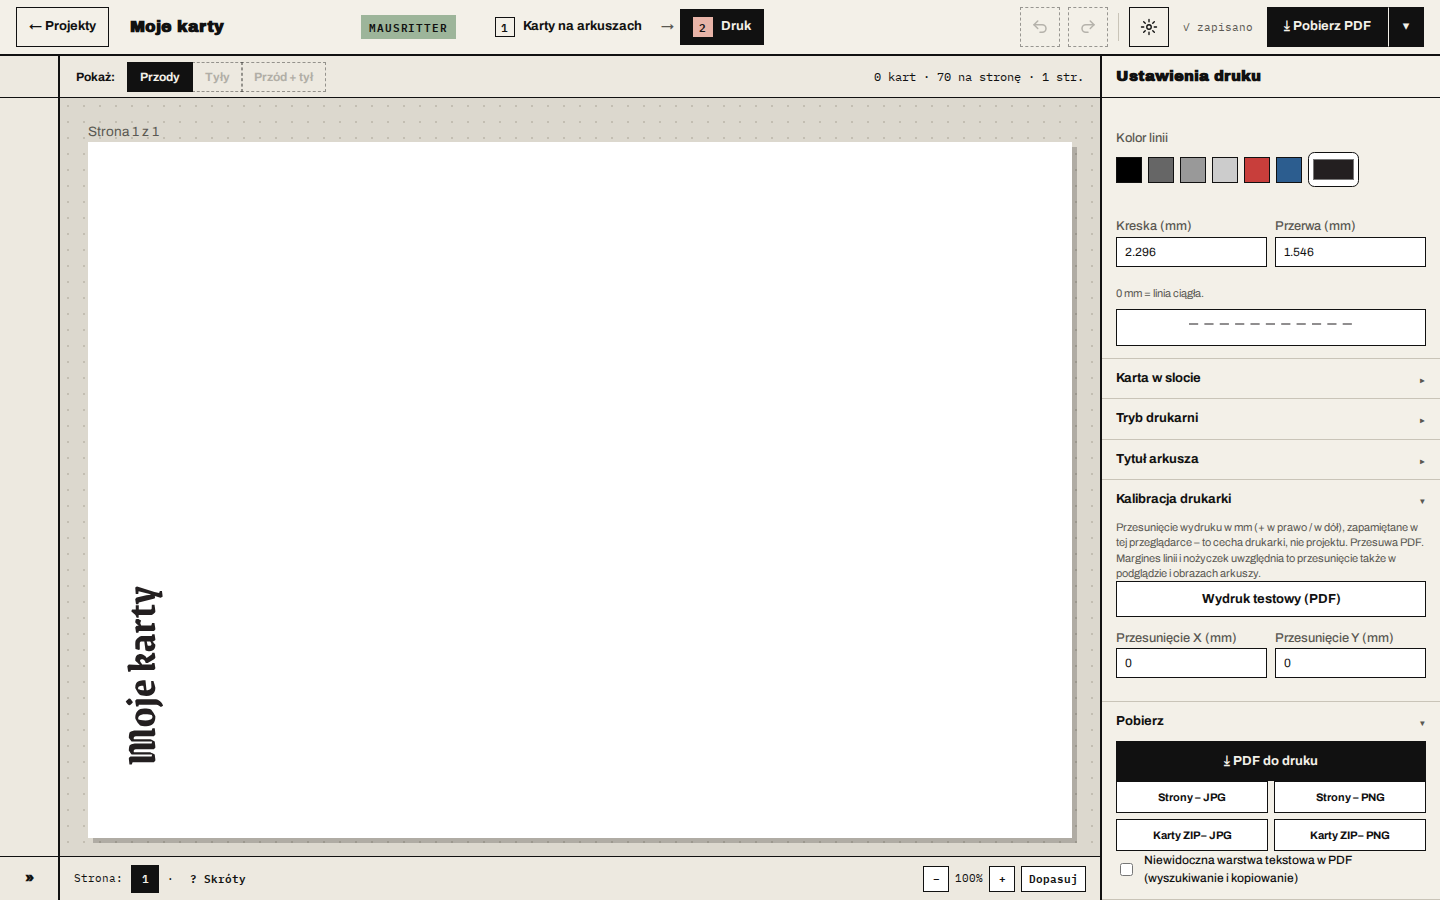 ← Projekty
Moje karty
MAUSRITTER
1 Karty na arkuszach → 2 Druk
√ zapisano
⤓ Pobierz PDF ▾
Pokaż: Przody Tyły Przód + tył
0 kart · 70 na stronę · 1 str.
Ustawienia druku
Strona 1 z 1
Moje karty
Kolor linii
Kreska (mm) Przerwa (mm)
2.296 1.546
0 mm = linia ciągła.
Karta w slocie
Tryb drukarni
Tytuł arkusza
Kalibracja drukarki
Przesunięcie wydruku w mm (+ w prawo / w dół), zapamiętane w
tej przeglądarce – to cecha drukarki, nie projektu. Przesuwa PDF.
Margines linii i nożyczek uwzględnia to przesunięcie także w
podglądzie i obrazach arkuszy.
Wydruk testowy (PDF)
Przesunięcie X (mm) Przesunięcie Y (mm)
0 0
Pobierz
⤓ PDF do druku
Strony – JPG Strony – PNG
Karty ZIP – JPG Karty ZIP – PNG
Niewidoczna warstwa tekstowa w PDF
(wyszukiwanie i kopiowanie)
» Strona: 1 · ? Skróty
− 100% + Dopasuj